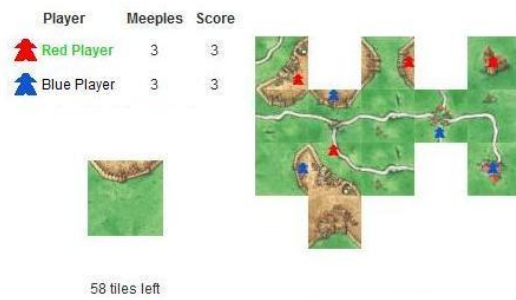 Player Meeples Score
Red Player 3 3
Blue Player 3 3
58 tiles left